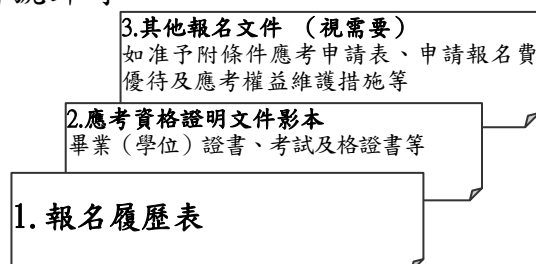 3.其他報名文件 （視需要）
如准予附條件應考申請表、申請報名費
優待及應考權益維護措施等
2.應考資格證明文件影本
畢業（學位）證書、考試及格證書等
1.報名履歷表